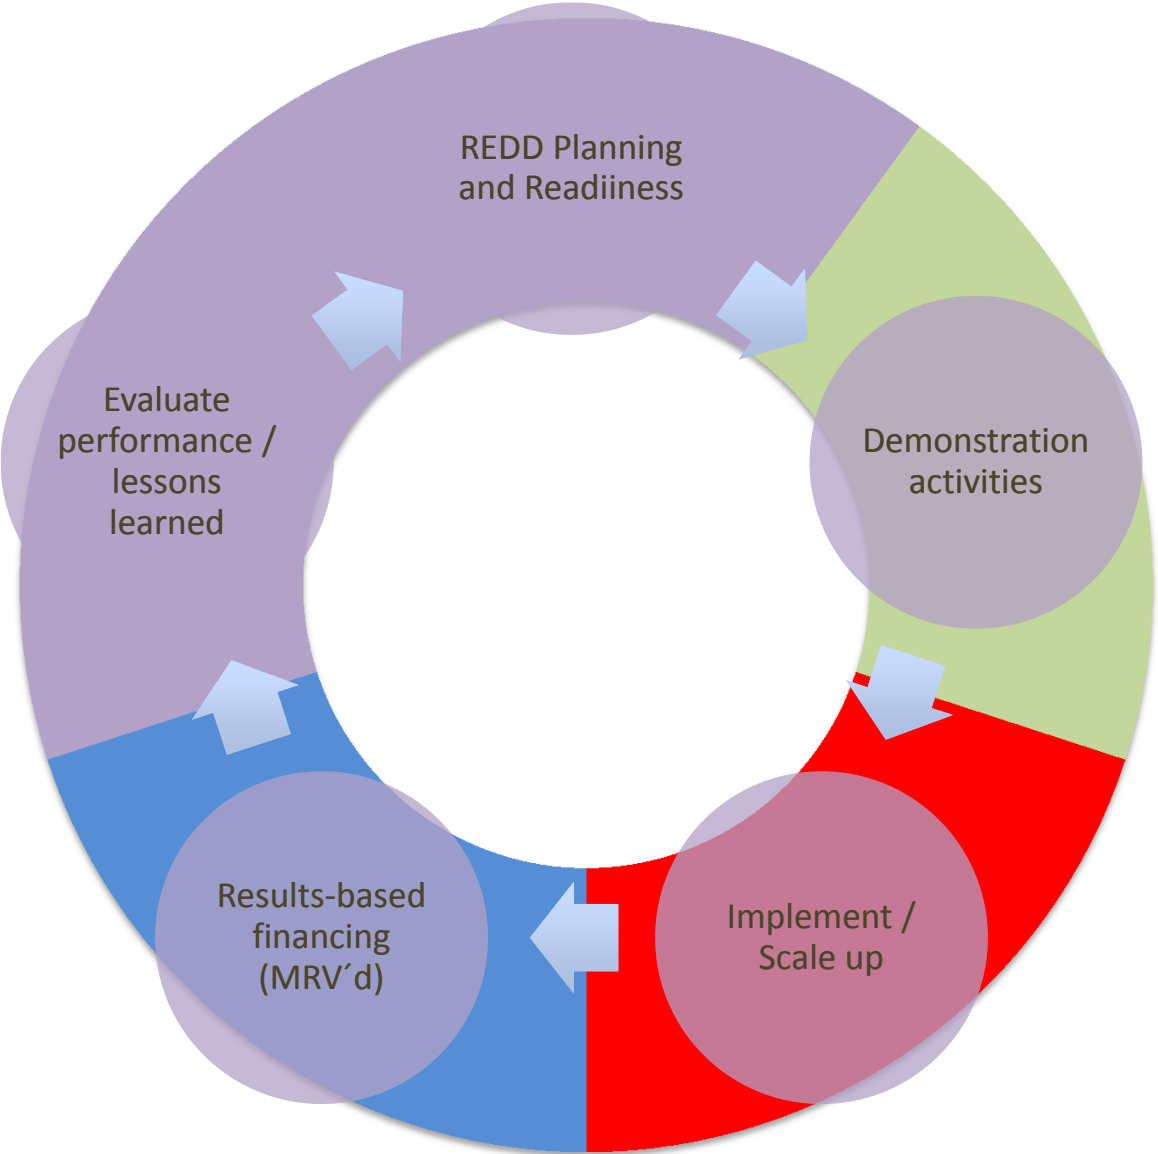 REDD Planning
and Readiiness
Demonstration
activities
Implement /
Scale up
Results-based
financing
(MRV´d)
Evaluate
performance /
lessons
learned